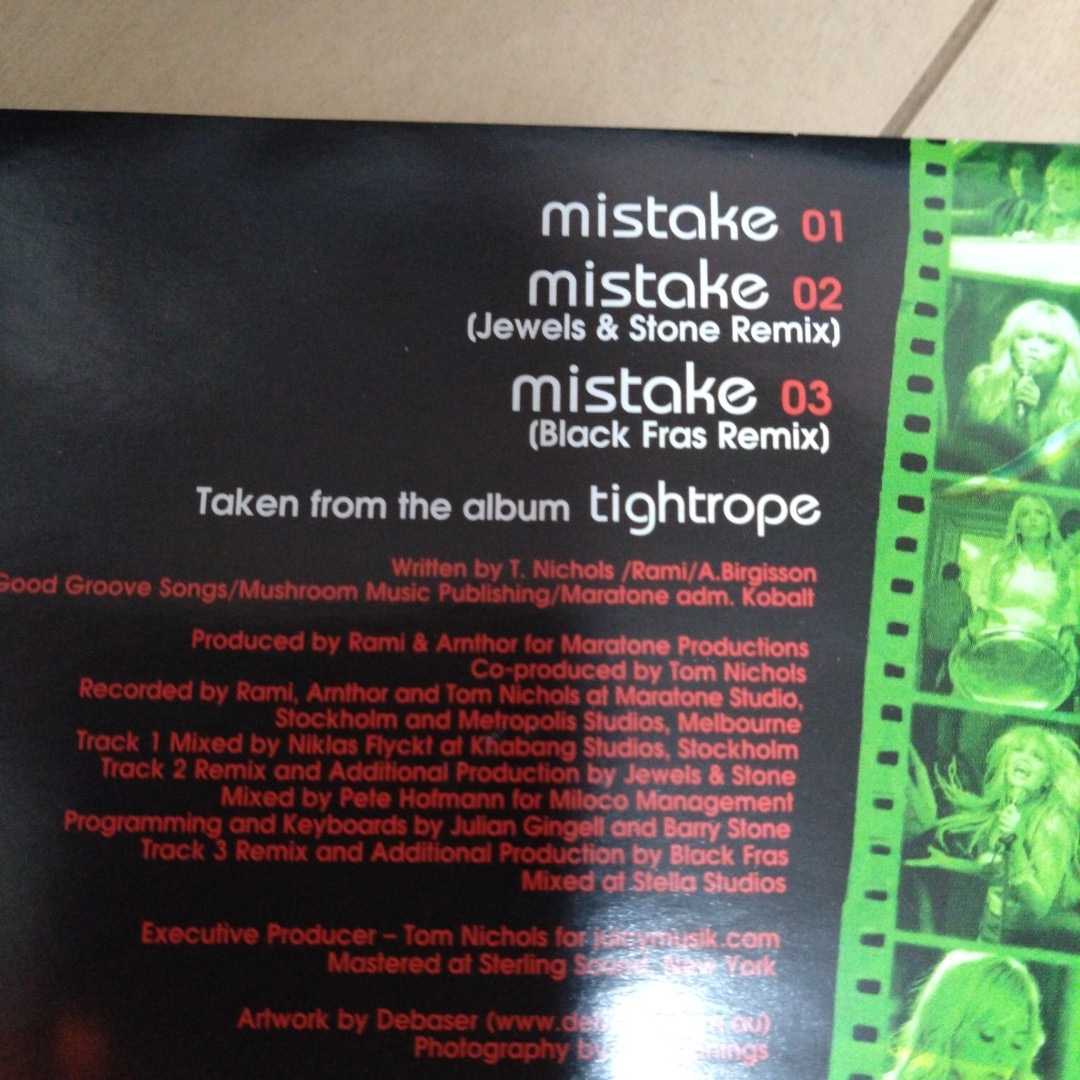 mistake 01
mistake 02
(Jewels & Stone Remix)
mistake 03
(Black Fras Remix)
Taken from the album tightrope
Written by T. Nichols /Rami/A.Birgisson
Good Groove Songs/Mushroom Music Publishing/Maratone adm. Kobalt
Produced by Rami & Arnthor for Maratone Productions
Co-produced by Tom Nichols
Recorded by Rami, Arnthor and Tom Nichols at Maratone Studio,
Stockholm and Metropolis Studios, Melbourne
Track 1 Mixed by Niklas Flyckt at Khabang Studios, Stockholm
Track 2 Remix and Additional Production by Jewels & Stone
Mixed by Pete Hofmann for Miloco Management
Programming and Keyboards by Julian Gingell and Barry Stone
Track 3 Remix and Additional Production by Black Fras
Mixed at Stella Studios
Executive Producer – Tom Nichols for
Mastered at Sterling Sound, New York
Artwork by Debaser
Photography by